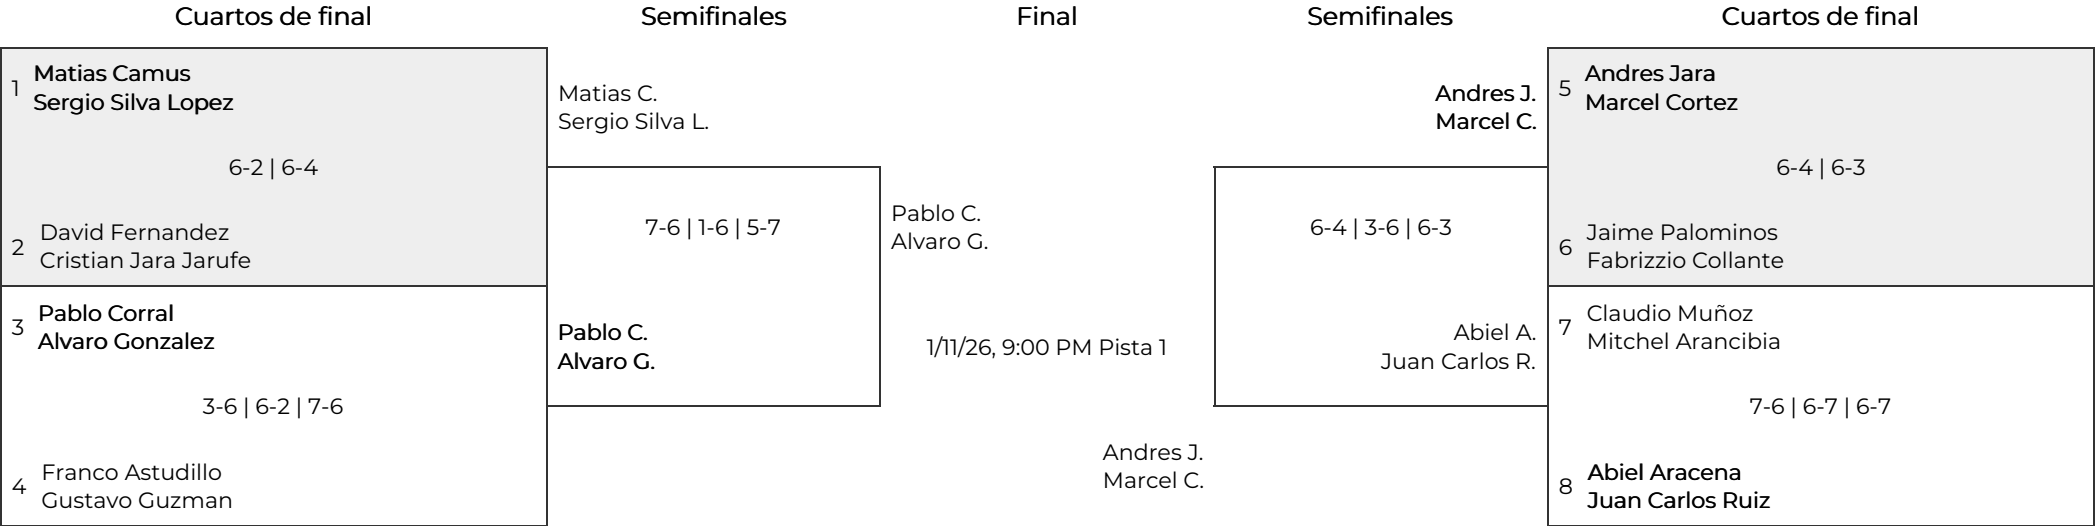 Cuartos de final
Semifinales
Final
Semifinales
Cuartos de final
1
Matias Camus
Sergio Silva Lopez
6-2 | 6-4
2
David Fernandez
Cristian Jara Jarufe
3
Pablo Corral
Alvaro Gonzalez
3-6 | 6-2 | 7-6
4
Franco Astudillo
Gustavo Guzman
Matias C.
Sergio Silva L.
7-6 | 1-6 | 5-7
Pablo C.
Alvaro G.
Pablo C.
Alvaro G.
1/11/26, 9:00 PM Pista 1
Andres J.
Marcel C.
Andres J.
Marcel C.
6-4 | 3-6 | 6-3
Abiel A.
Juan Carlos R.
5
Andres Jara
Marcel Cortez
6-4 | 6-3
6
Jaime Palominos
Fabrizzio Collante
7
Claudio Muñoz
Mitchel Arancibia
7-6 | 6-7 | 6-7
8
Abiel Aracena
Juan Carlos Ruiz